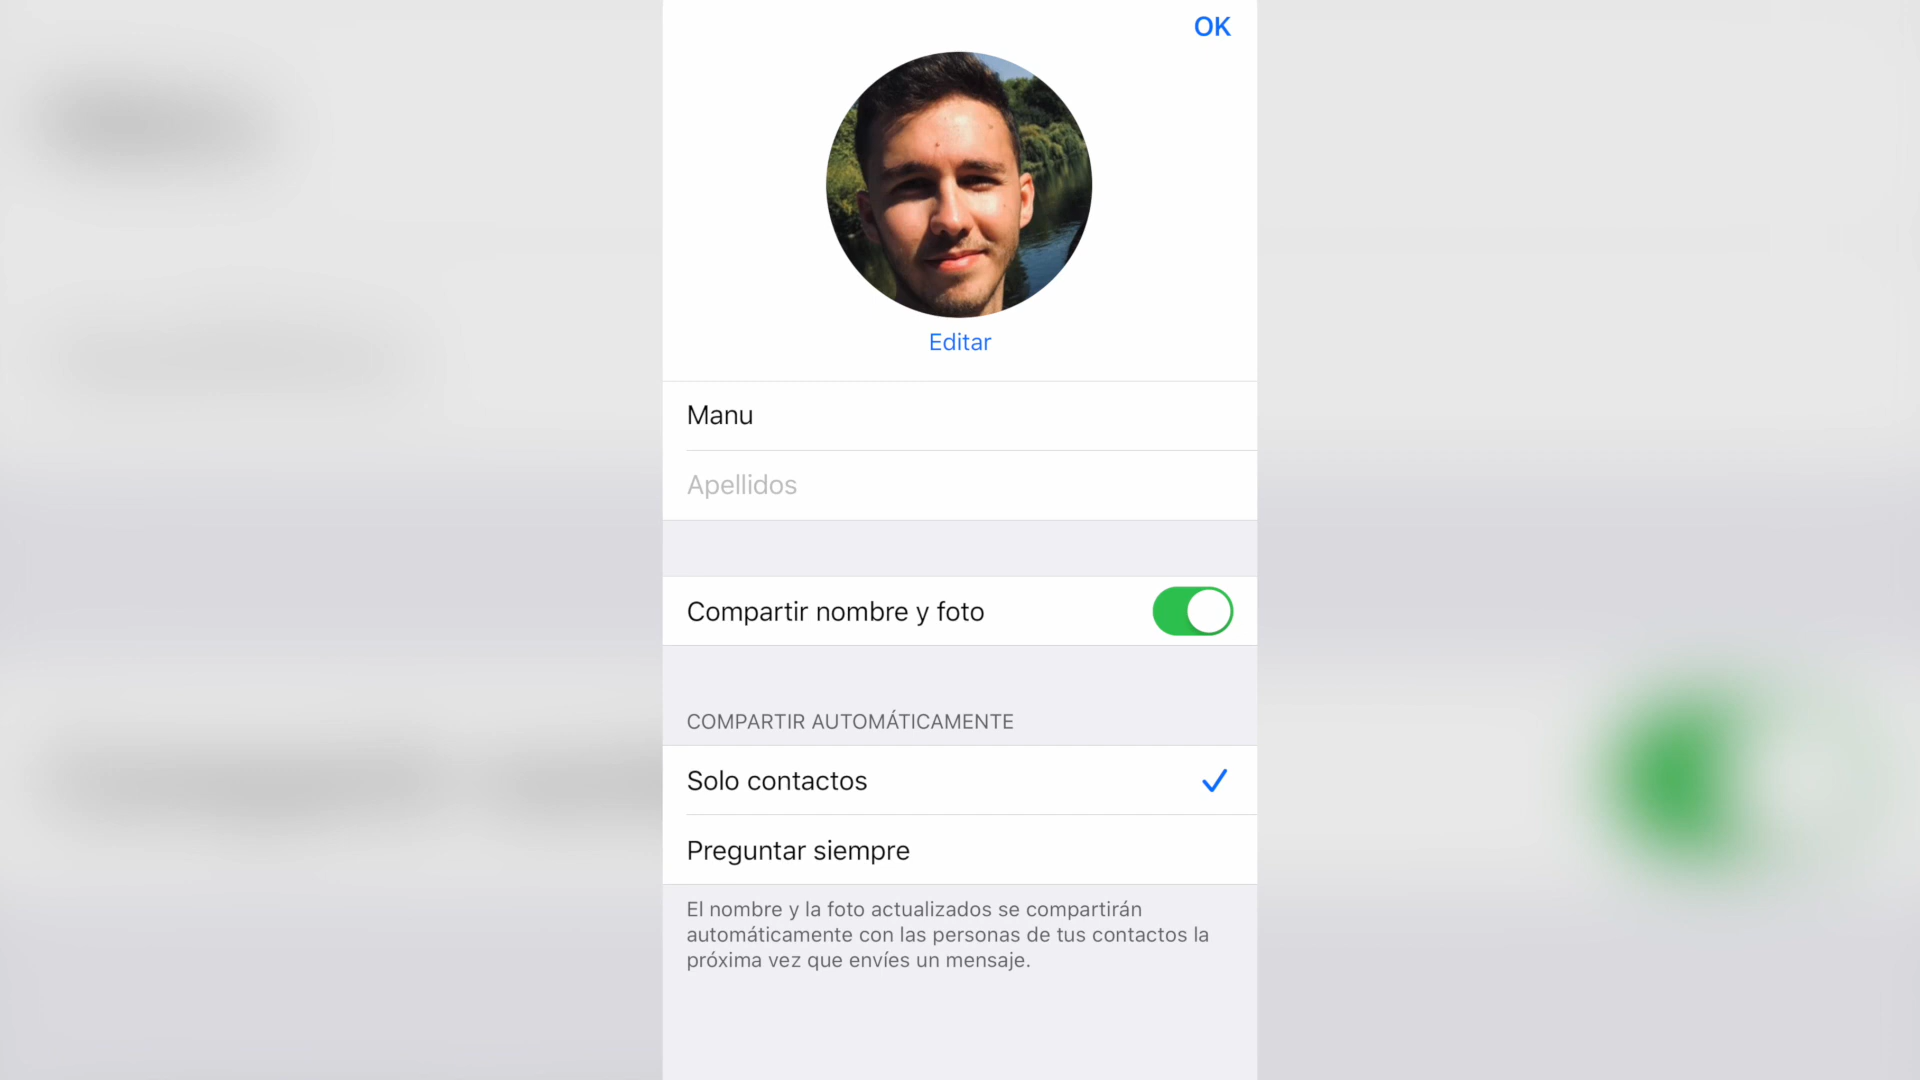 OK
Editar
Manu
Apellidos
Compartir nombre y foto
COMPARTIR AUTOMÁTICAMENTE
Solo contactos
Preguntar siempre
El nombre y la foto actualizados se compartirán
automáticamente con las personas de tus contactos la
próxima vez que envíes un mensaje.